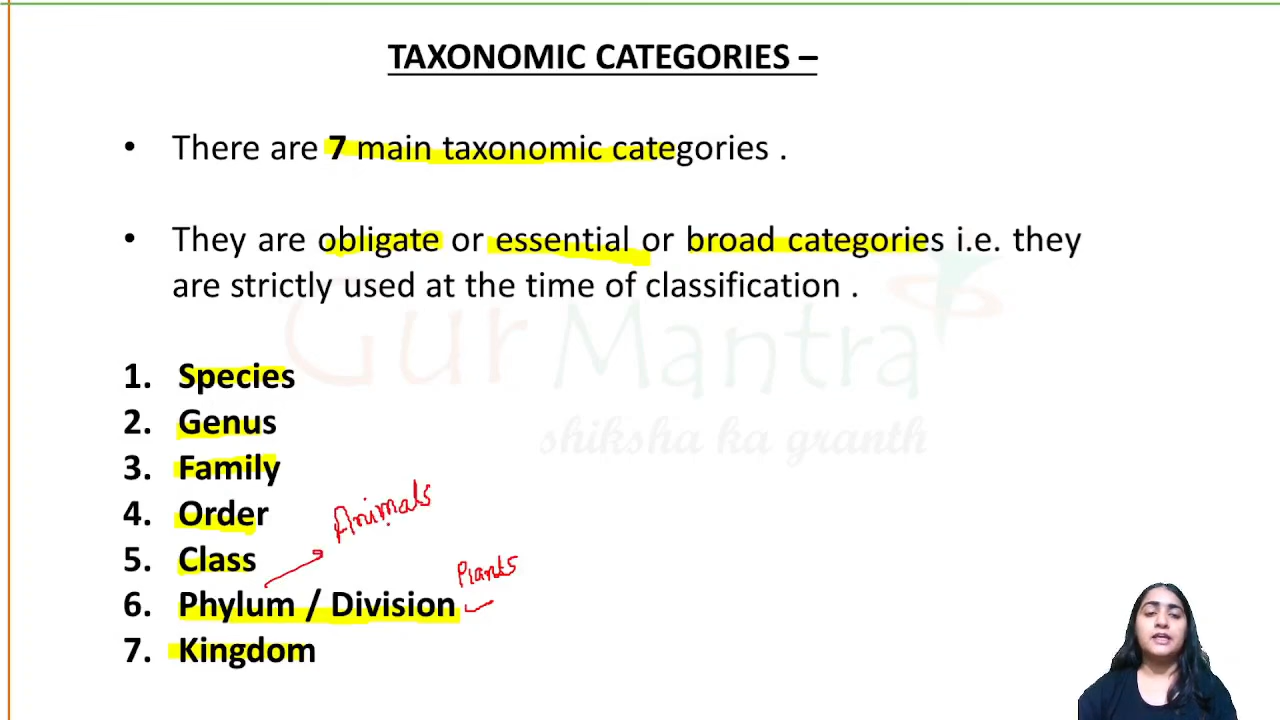 TAXONOMIC CATEGORIES –
• There are 7 main taxonomic categories .
• They are obligate or essential or broad categories i.e. they
are strictly used at the time of classification .
Gur Mantra
shiksha ka granth
1. Species
2. Genus
3. Family
4. Order
Animals
5. Class
Plants
6. Phylum / Division
7. Kingdom